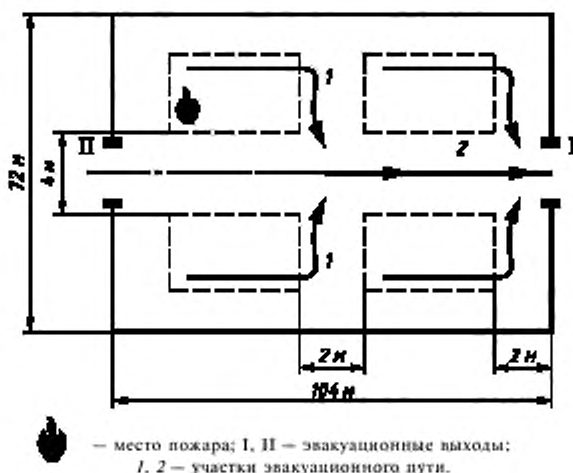 1
II
2
I
72 м
4 м
1
2 м
2 м
104 м
— место пожара; I, II — эвакуационные выходы;
1, 2 — участки эвакуационного пути.